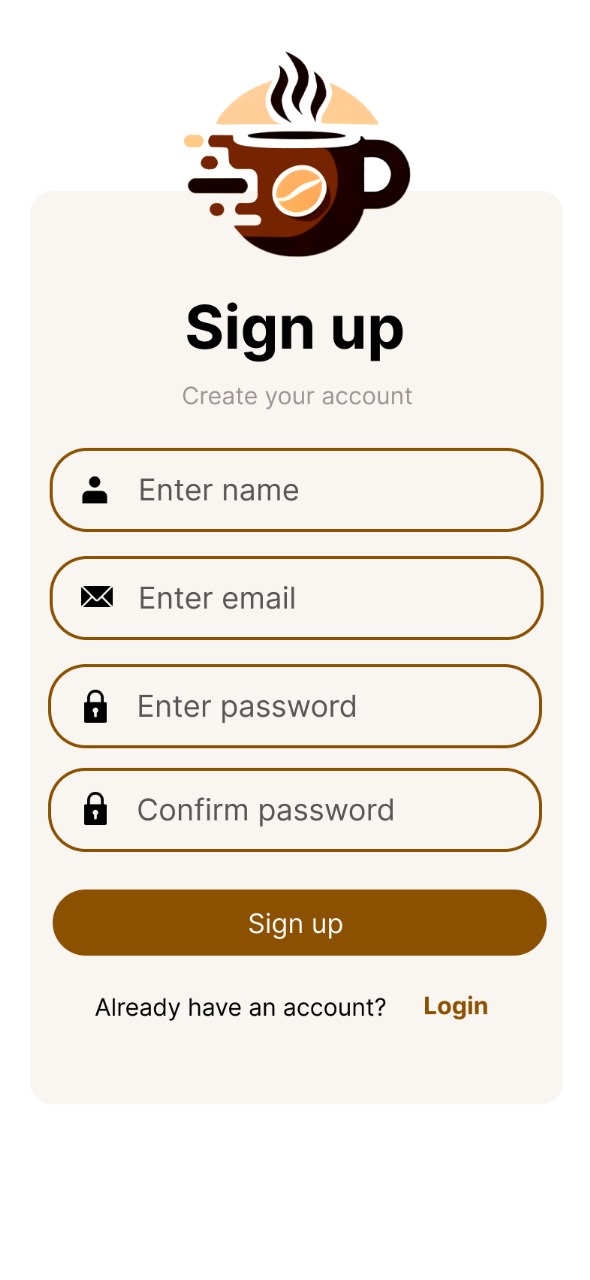 Sign up
Create your account
Enter name
Enter email
Enter password
Confirm password
Sign up
Already have an account? Login